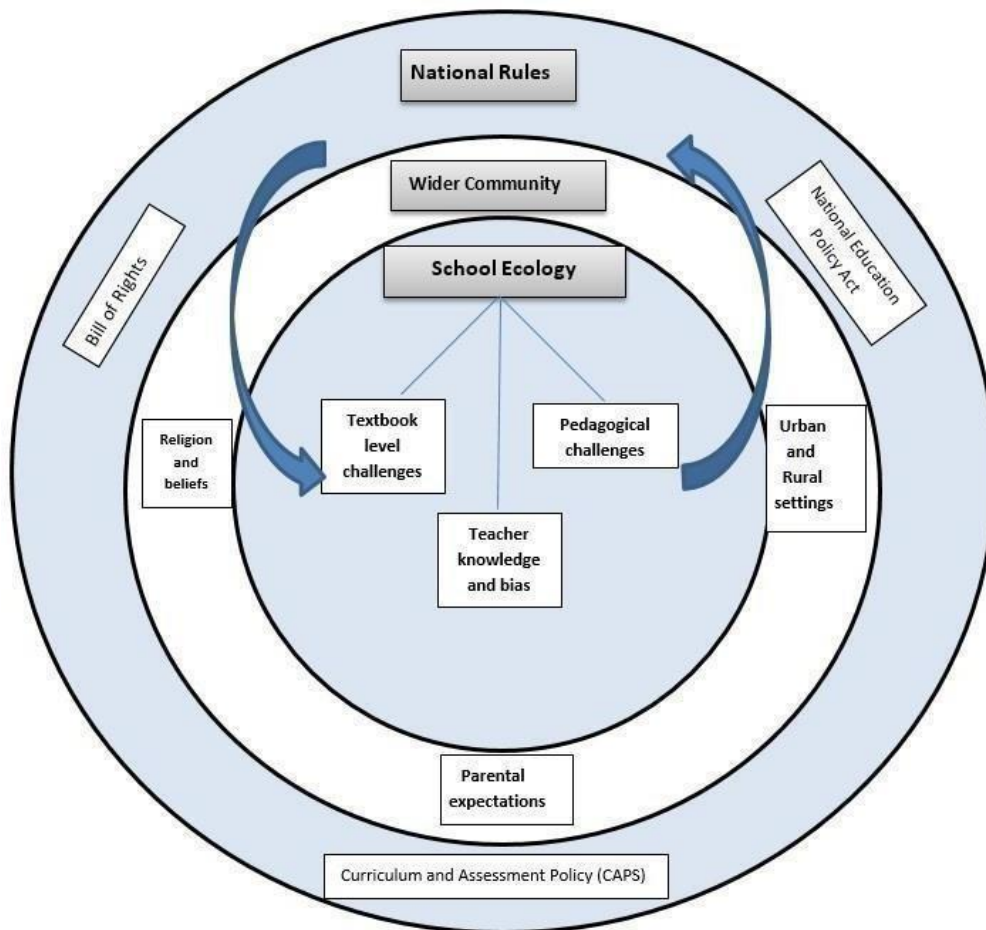 National Rules
Wider Community
School Ecology
Bill of Rights
National Education
Policy Act
Religion
and
beliefs
Textbook
level
challenges
Pedagogical
challenges
Urban
and
Rural
settings
Teacher
knowledge
and bias
Parental
expectations
Curriculum and Assessment Policy (CAPS)